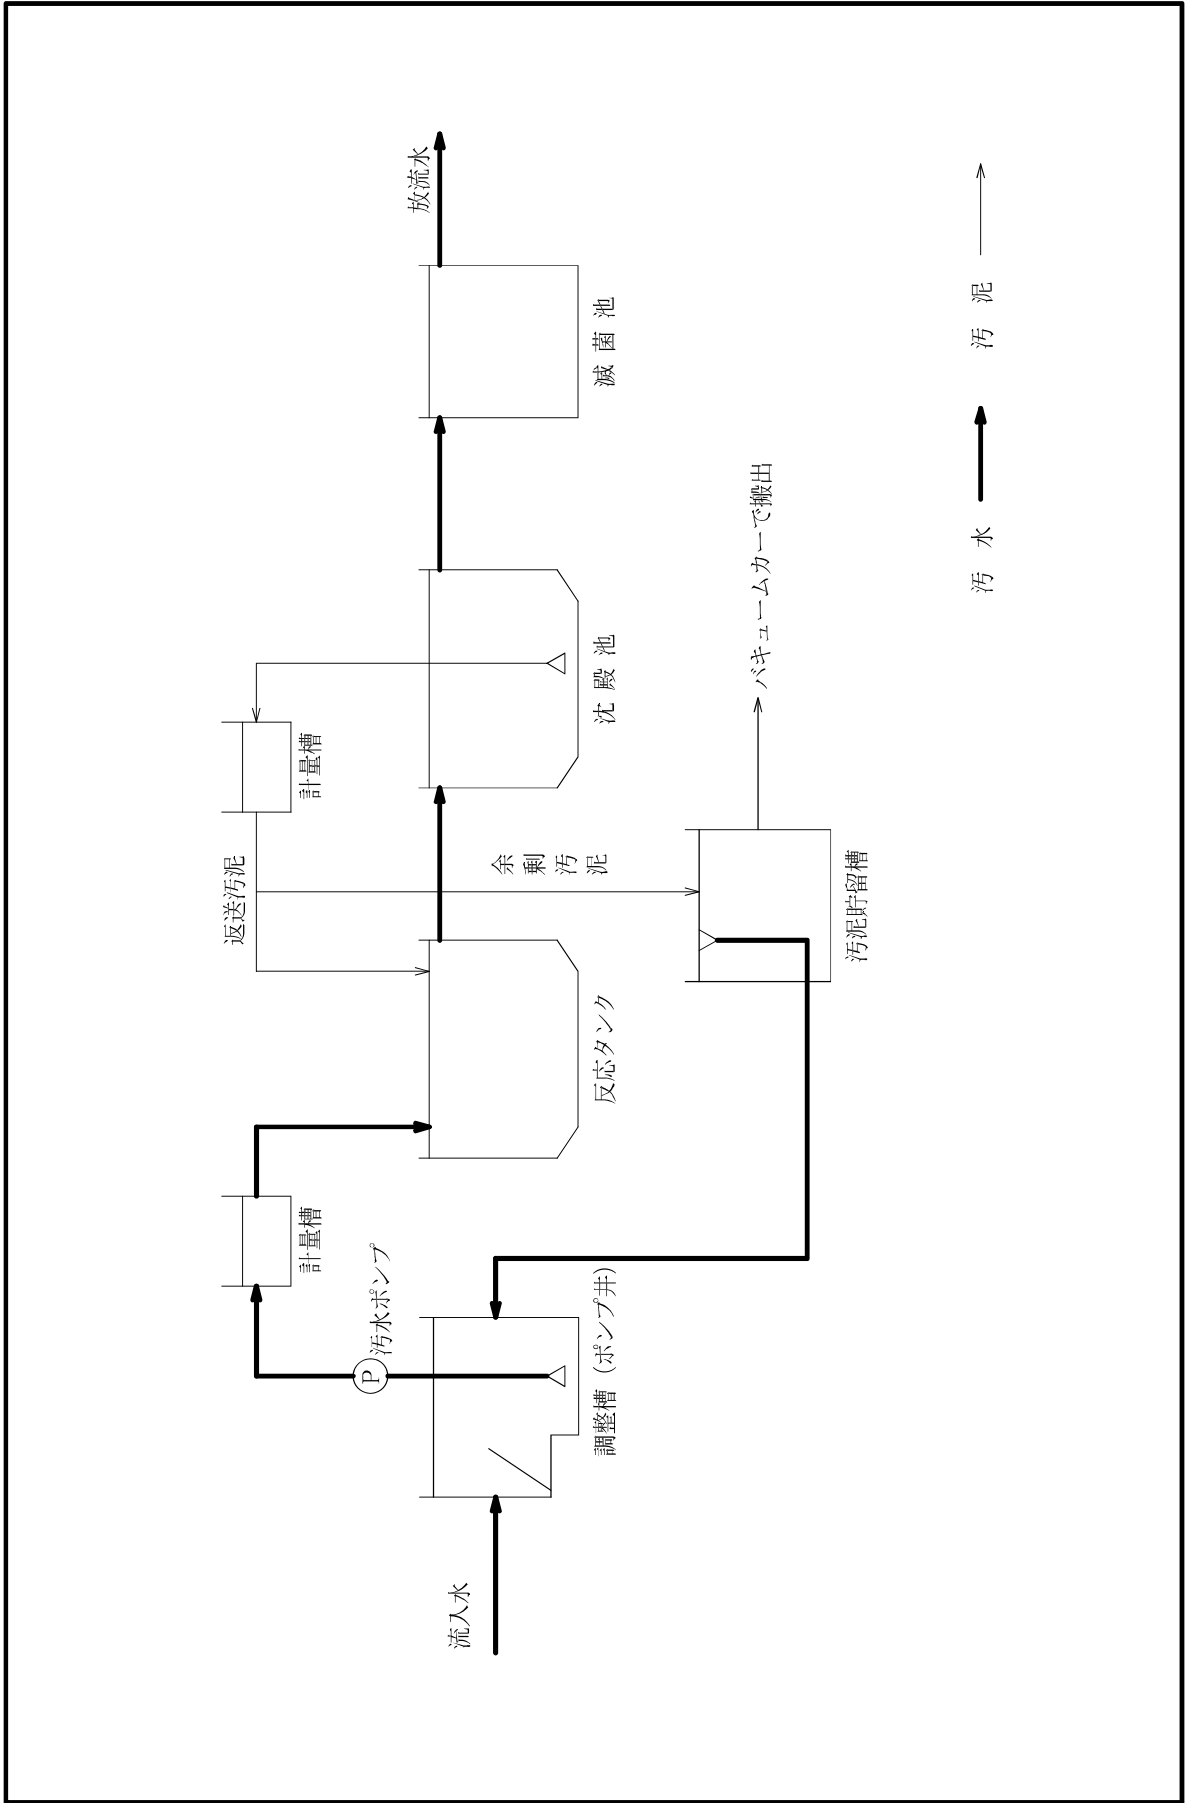 流入水
調整槽 (ポンプ井)
P
汚水ポンプ
計量槽
反応タンク
返送汚泥
計量槽
余剰汚泥
沈殿池
滅菌池
放流水
汚泥貯留槽
バキュームカーで搬出
汚水
汚泥